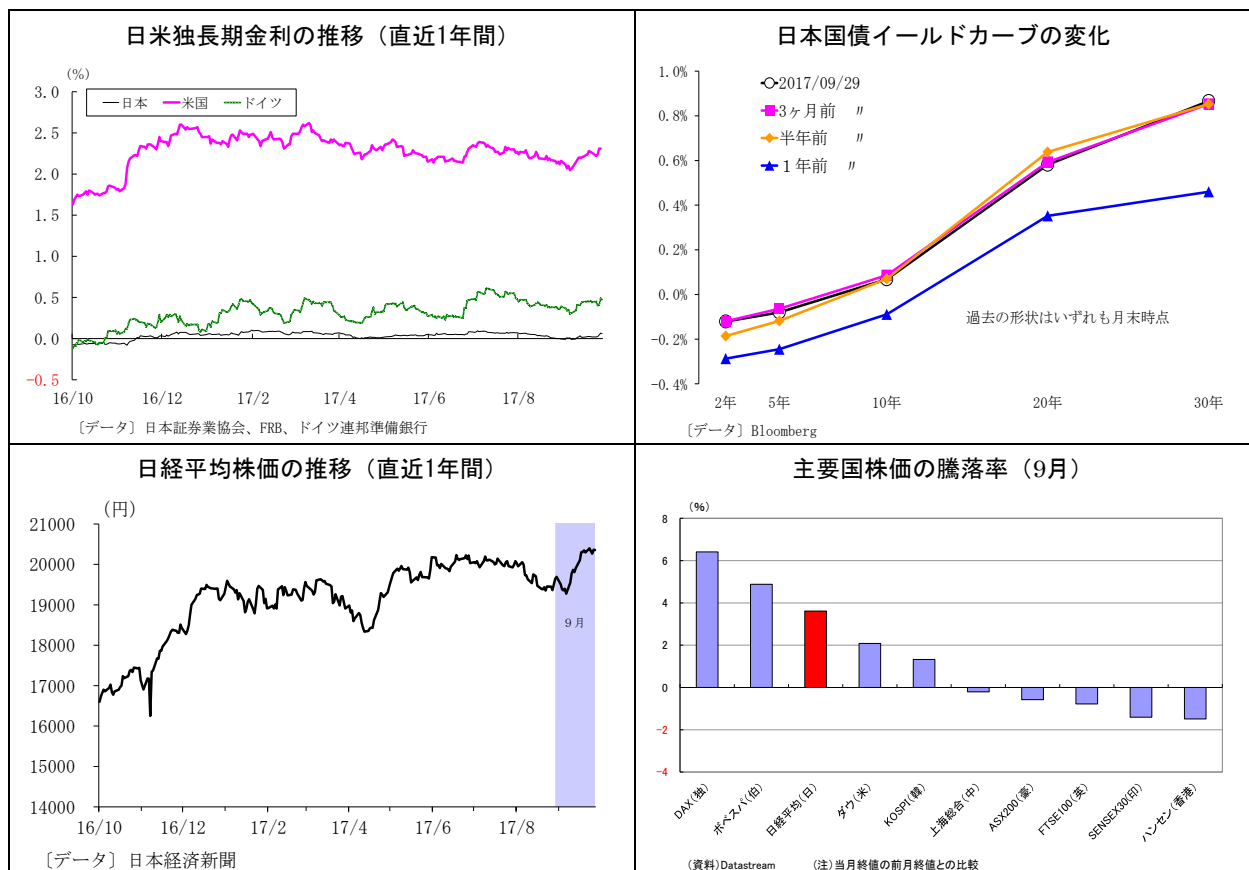 日米独長期金利の推移（直近1年間）
(%)
日本 米国 ドイツ
3.0
2.5
2.0
1.5
1.0
0.5
0.0
-0.5
16/10 16/12 17/2 17/4 17/6 17/8
〔データ〕日本証券業協会、FRB、ドイツ連邦準備銀行
日本国債イールドカーブの変化
1.0%
0.8%
0.6%
0.4%
0.2%
0.0%
-0.2%
-0.4%
2017/09/29
3ヶ月前 〃
半年前 〃
１年前 〃
過去の形状はいずれも月末時点
2年 5年 10年 20年 30年
〔データ〕Bloomberg
日経平均株価の推移（直近1年間）
(円)
21000
20000
19000
18000
17000
16000
15000
14000
９月
16/10 16/12 17/2 17/4 17/6 17/8
〔データ〕日本経済新聞
主要国株価の騰落率（9月）
(%)
8
6
4
2
0
-2
-4
DAX(独) ボベスパ(伯) 日経平均(日) ダウ(米) KOSPI(韓) 上海総合(中) ASX200(豪) FTSE100(英) SENSEX30(印) ハンセン(香港)
(資料)Datastream (注)当月終値の前月終値との比較